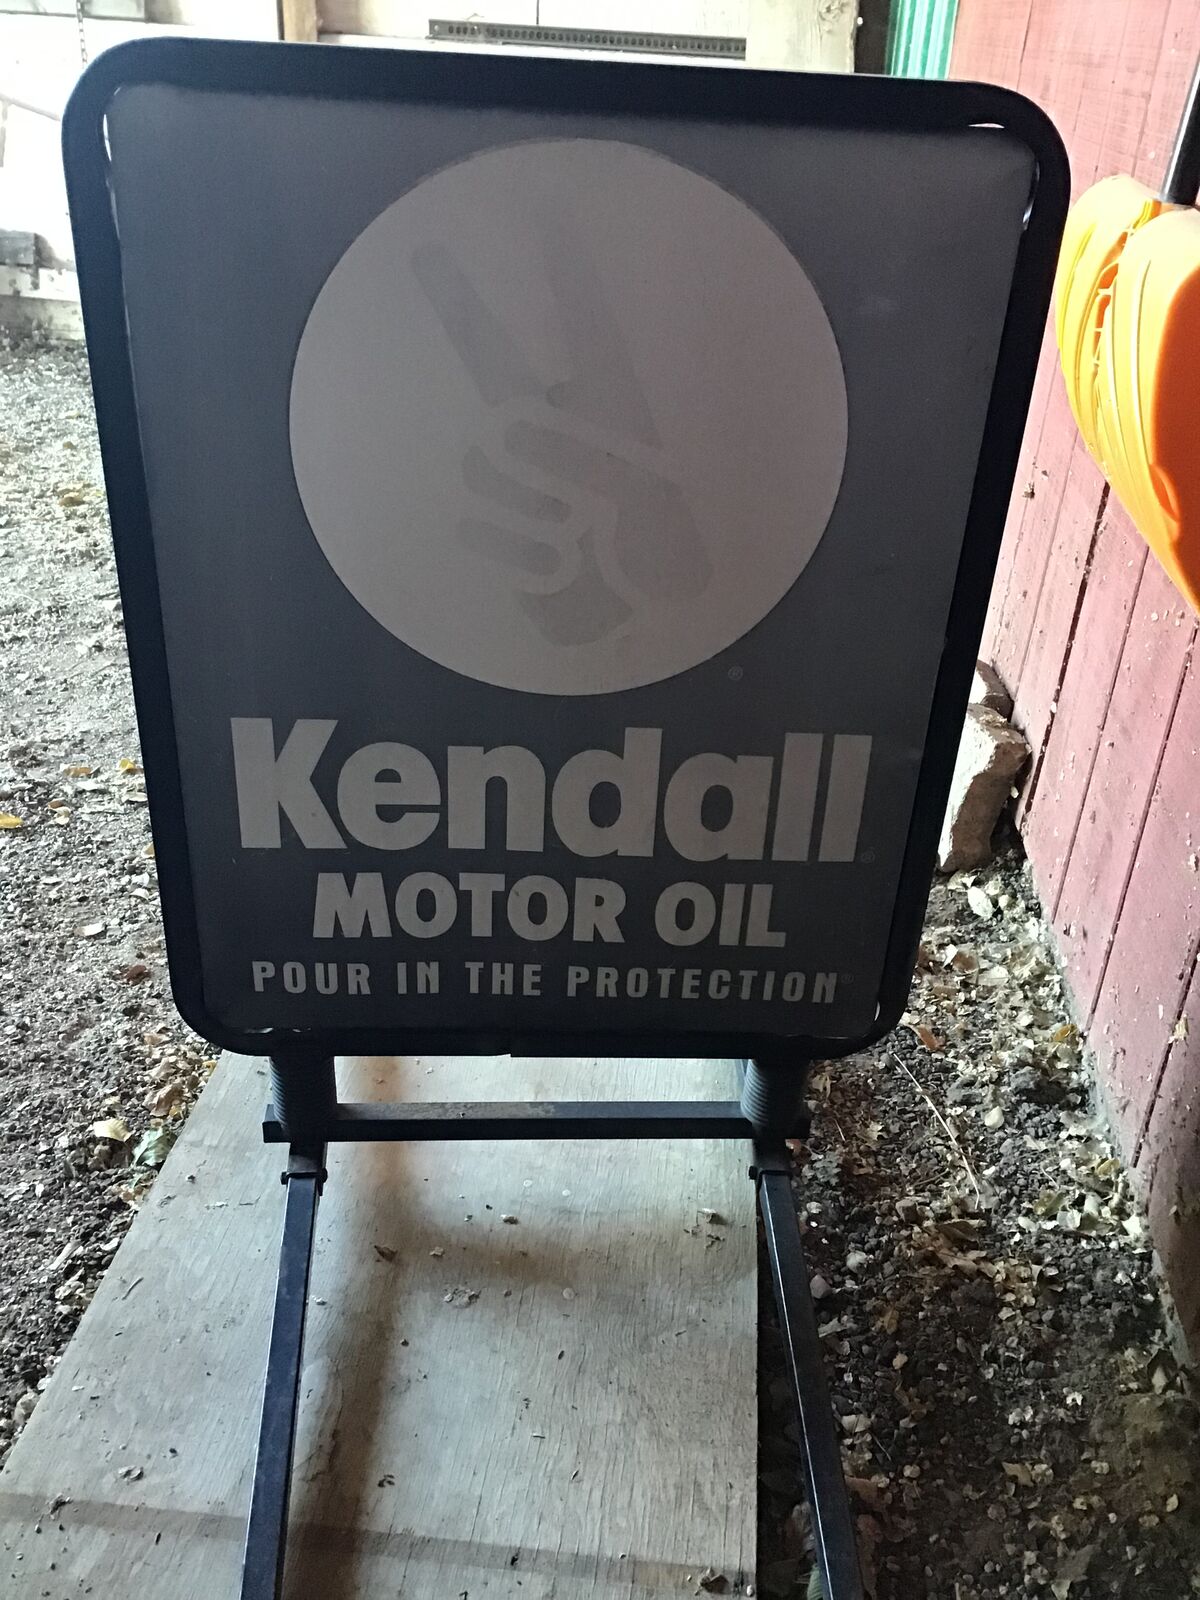 ®
Kendall®
MOTOR OIL
POUR IN THE PROTECTION®